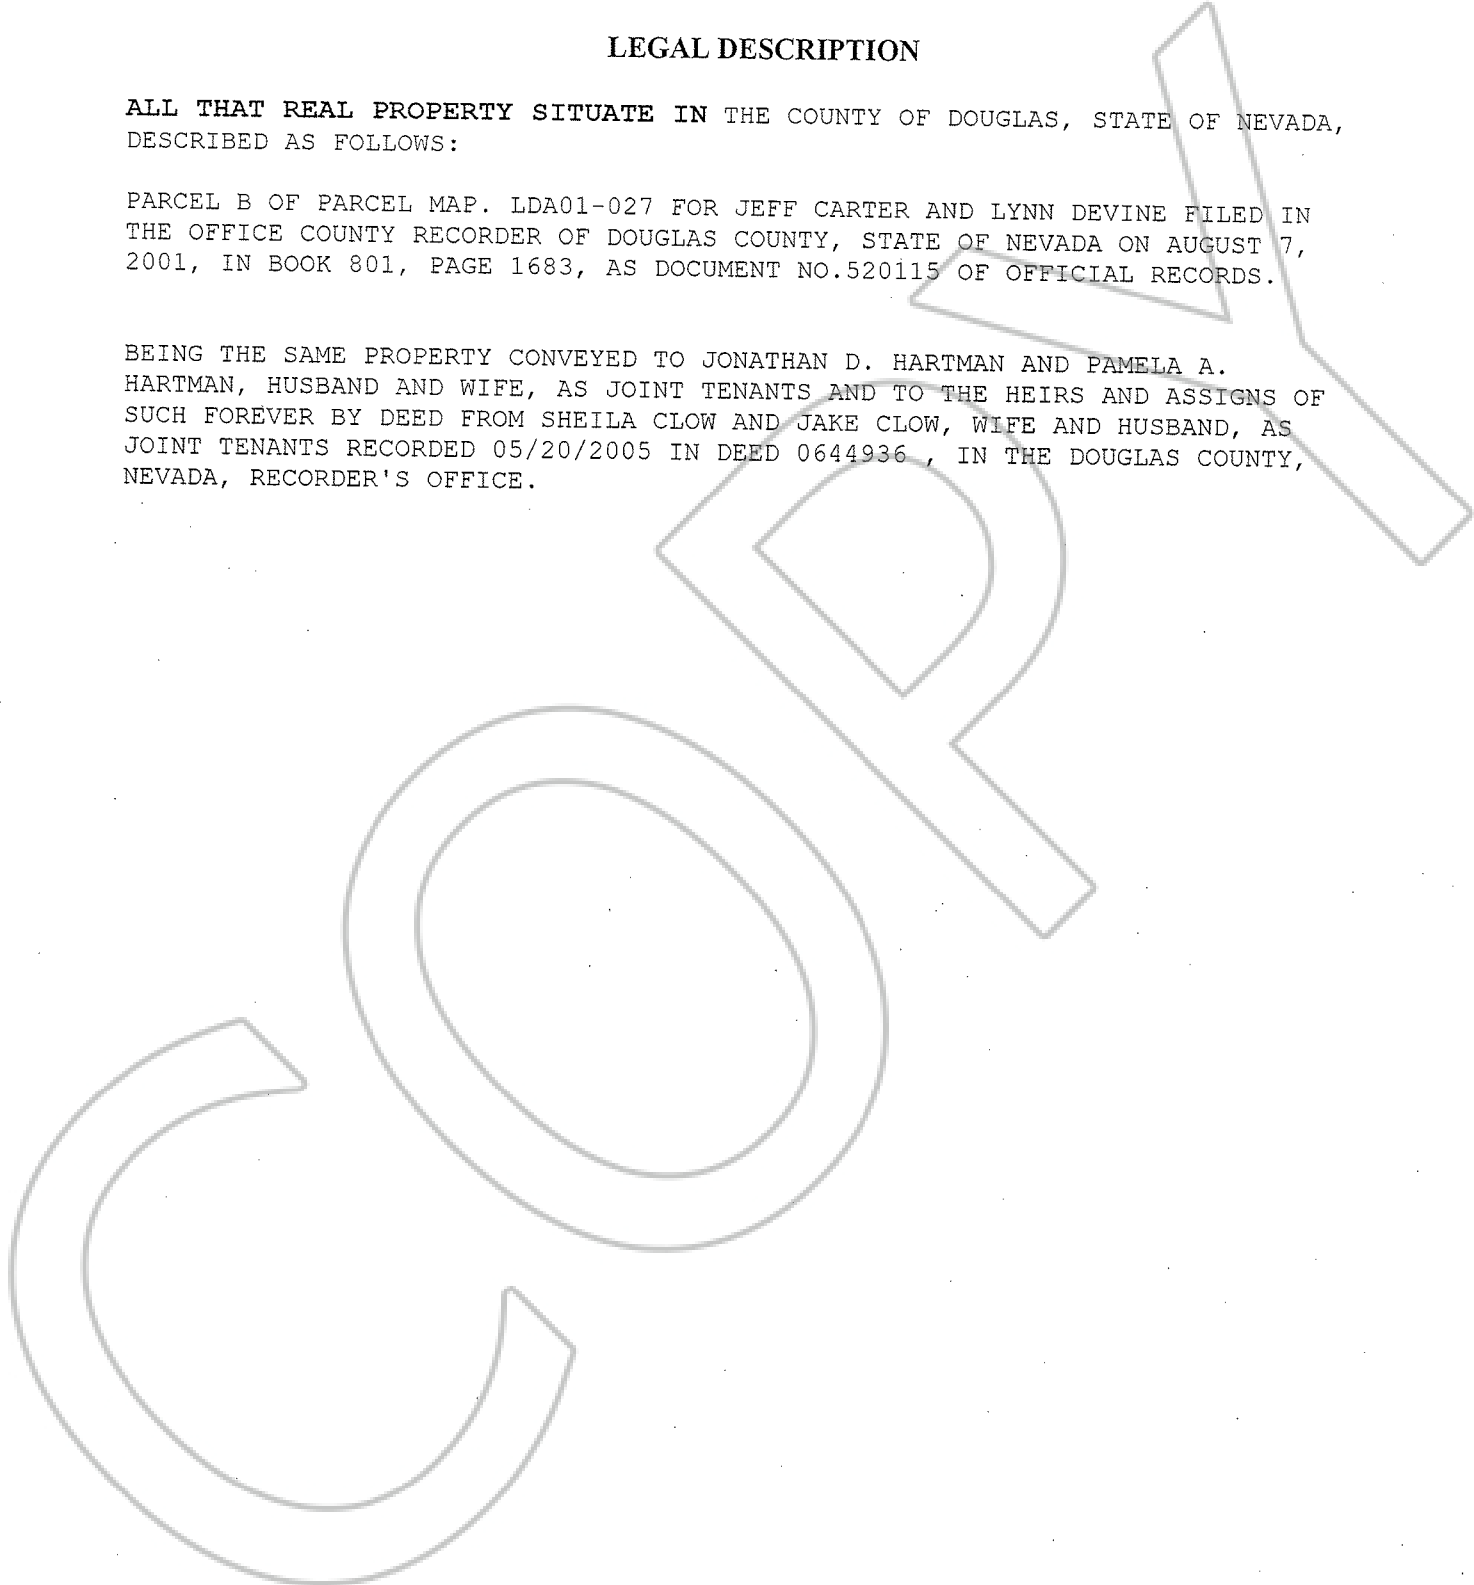 LEGAL DESCRIPTION
ALL THAT REAL PROPERTY SITUATE IN THE COUNTY OF DOUGLAS, STATE OF NEVADA,
DESCRIBED AS FOLLOWS:
PARCEL B OF PARCEL MAP. LDA01-027 FOR JEFF CARTER AND LYNN DEVINE FILED IN
THE OFFICE COUNTY RECORDER OF DOUGLAS COUNTY, STATE OF NEVADA ON AUGUST 7,
2001, IN BOOK 801, PAGE 1683, AS DOCUMENT NO.520115 OF OFFICIAL RECORDS.
BEING THE SAME PROPERTY CONVEYED TO JONATHAN D. HARTMAN AND PAMELA A.
HARTMAN, HUSBAND AND WIFE, AS JOINT TENANTS AND TO THE HEIRS AND ASSIGNS OF
SUCH FOREVER BY DEED FROM SHEILA CLOW AND JAKE CLOW, WIFE AND HUSBAND, AS
JOINT TENANTS RECORDED 05/20/2005 IN DEED 0644936 , IN THE DOUGLAS COUNTY,
NEVADA, RECORDER'S OFFICE.
COPY